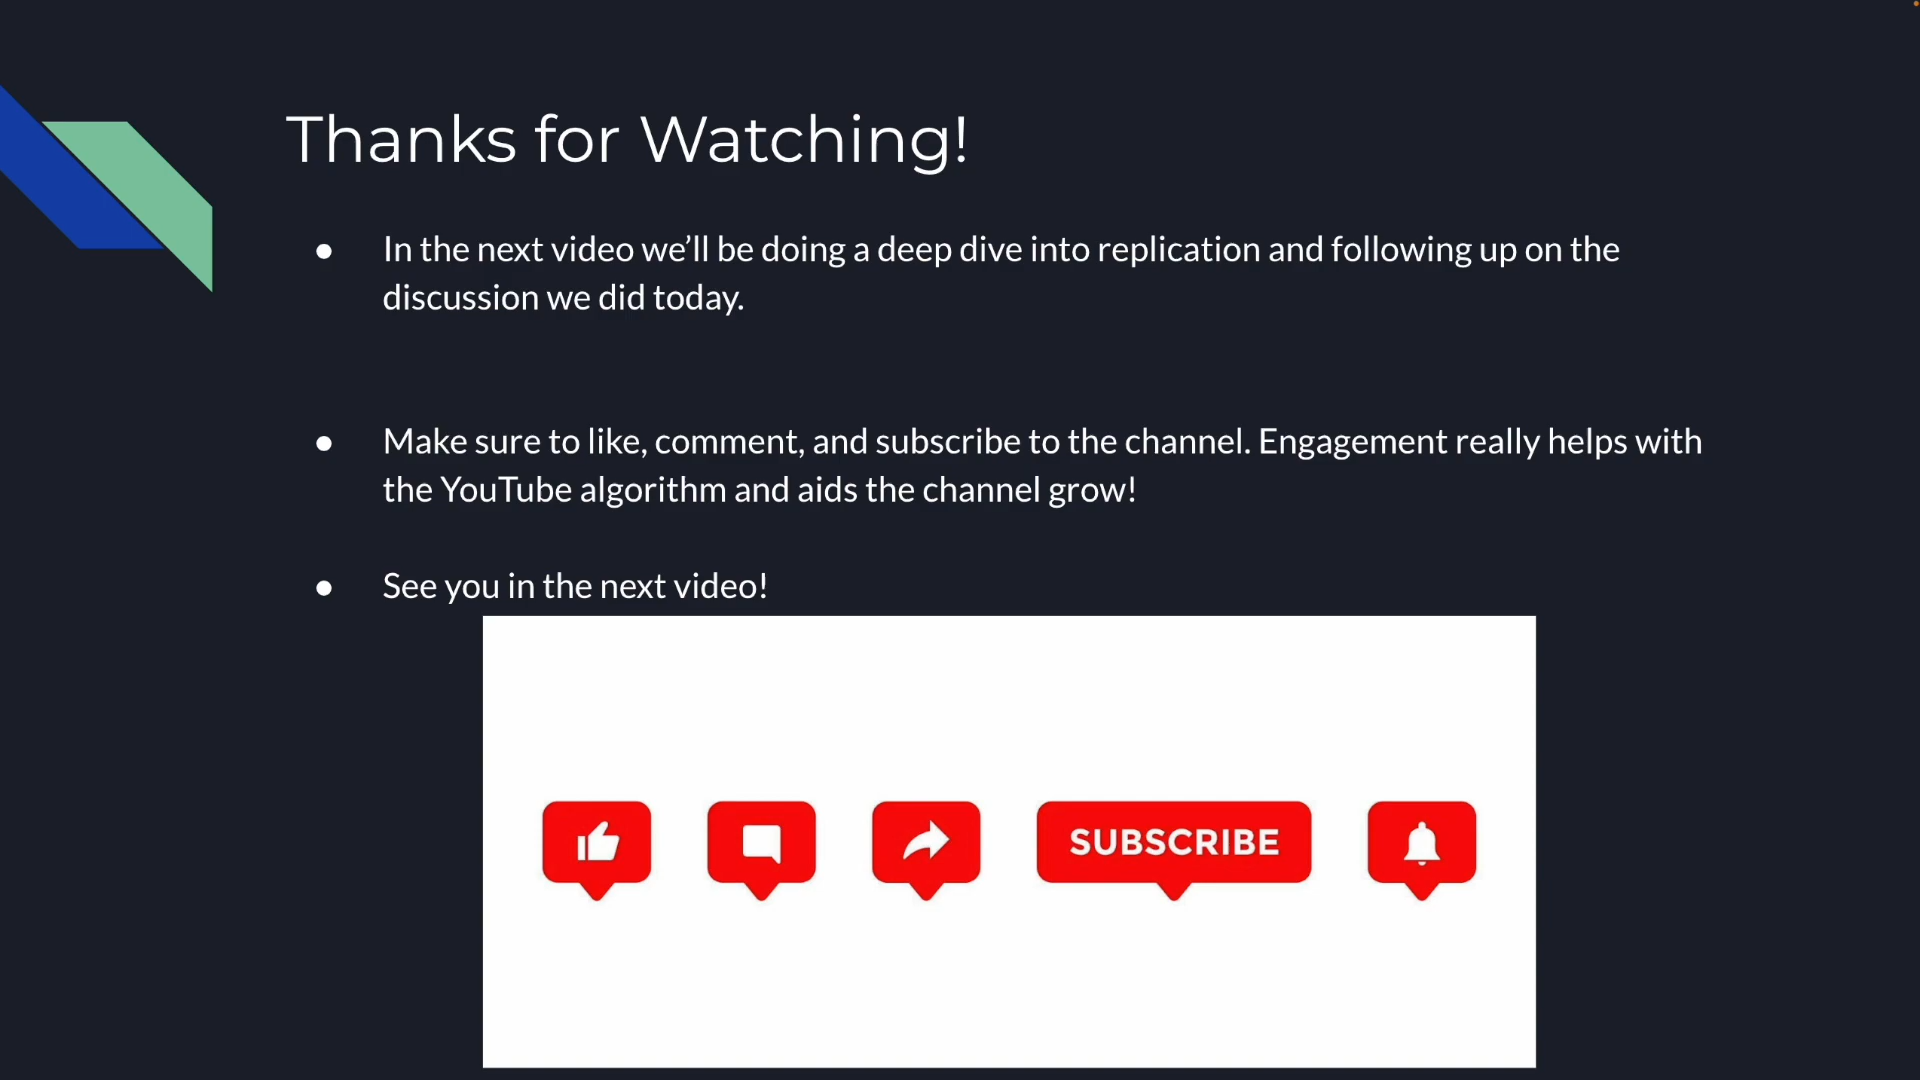 Thanks for Watching!
● In the next video we’ll be doing a deep dive into replication and following up on the
discussion we did today.
● Make sure to like, comment, and subscribe to the channel. Engagement really helps with
the YouTube algorithm and aids the channel grow!
● See you in the next video!
SUBSCRIBE